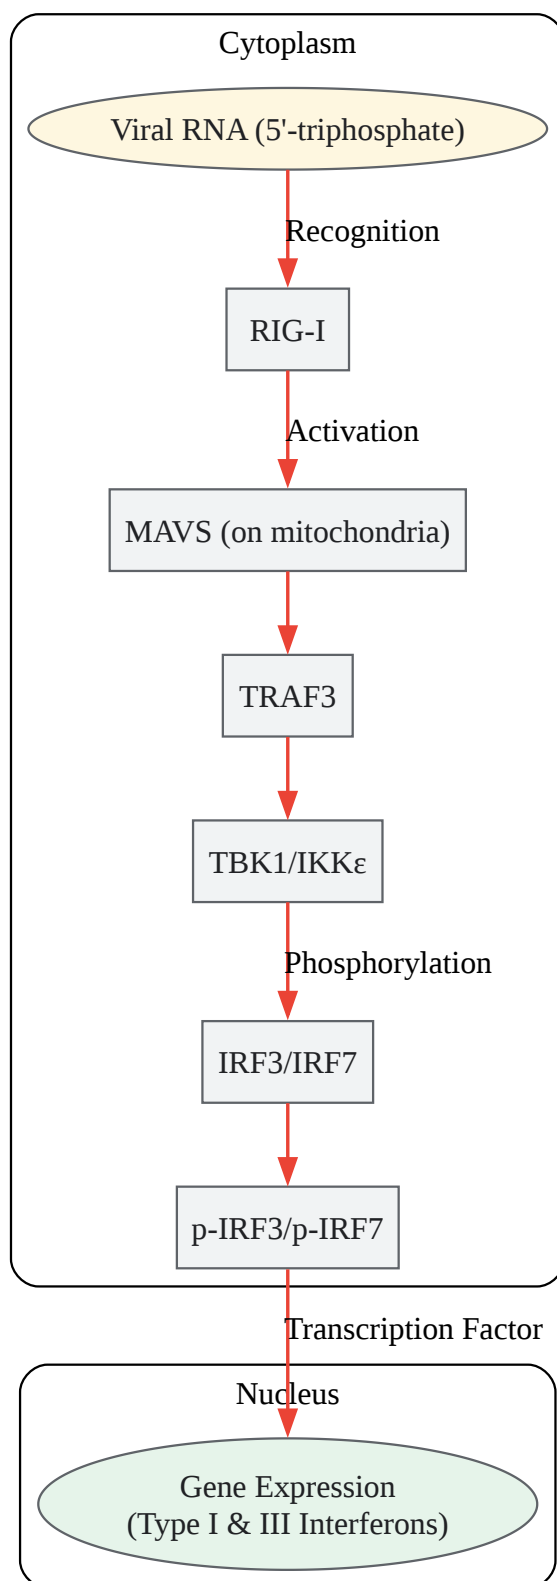 Cytoplasm
Viral RNA (5'-triphosphate)
Recognition
RIG-I
Activation
MAVS (on mitochondria)
TRAF3
TBK1/IKKε
Phosphorylation
IRF3/IRF7
p-IRF3/p-IRF7
Transcription Factor
Nucleus
Gene Expression
(Type I & III Interferons)